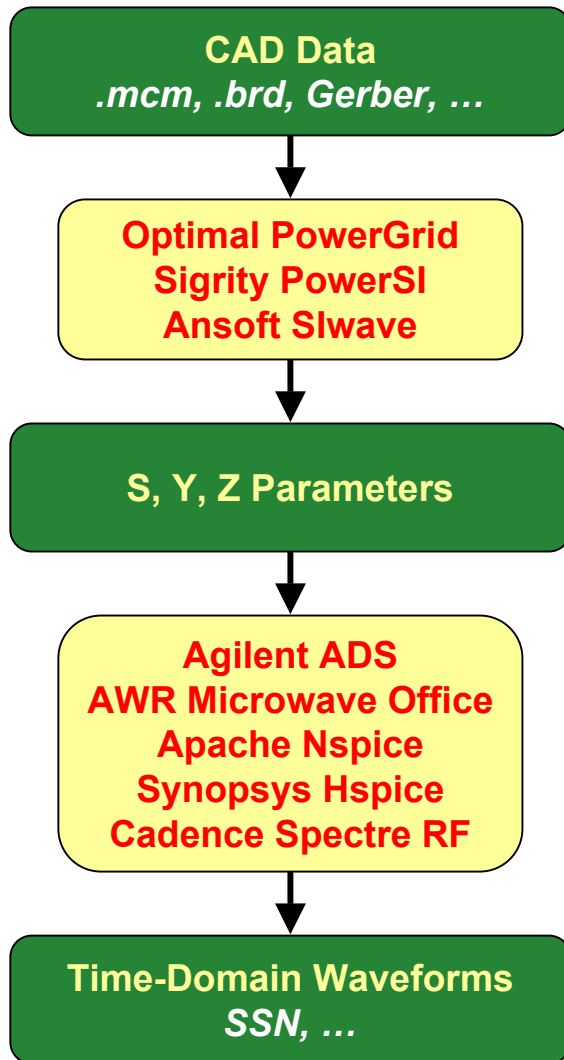 CAD Data
.mcm, .brd, Gerber, …
Optimal PowerGrid
Sigrity PowerSI
Ansoft SIwave
S, Y, Z Parameters
Agilent ADS
AWR Microwave Office
Apache Nspice
Synopsys Hspice
Cadence Spectre RF
Time-Domain Waveforms
SSN, …